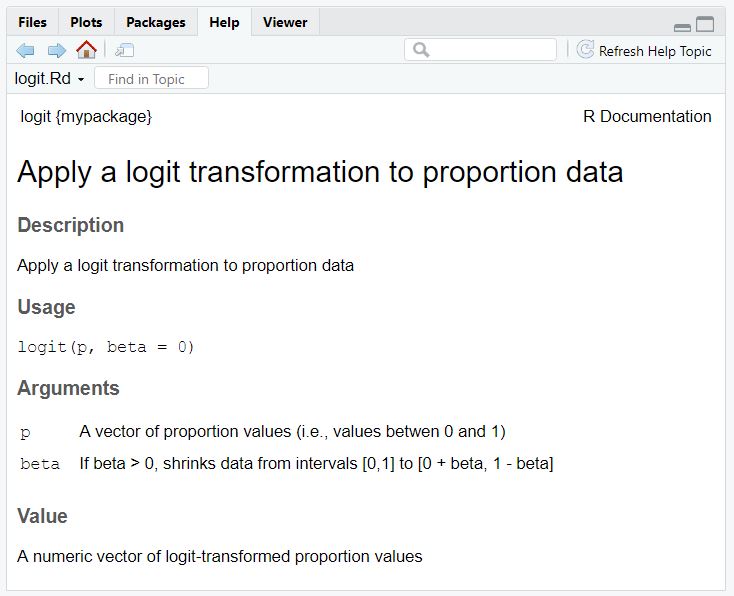 Files Plots Packages Help Viewer
Refresh Help Topic
logit.Rd Find in Topic
logit {mypackage} R Documentation
Apply a logit transformation to proportion data
Description
Apply a logit transformation to proportion data
Usage
logit(p, beta = 0)
Arguments
p A vector of proportion values (i.e., values betwen 0 and 1)
beta If beta > 0, shrinks data from intervals [0,1] to [0 + beta, 1 - beta]
Value
A numeric vector of logit-transformed proportion values